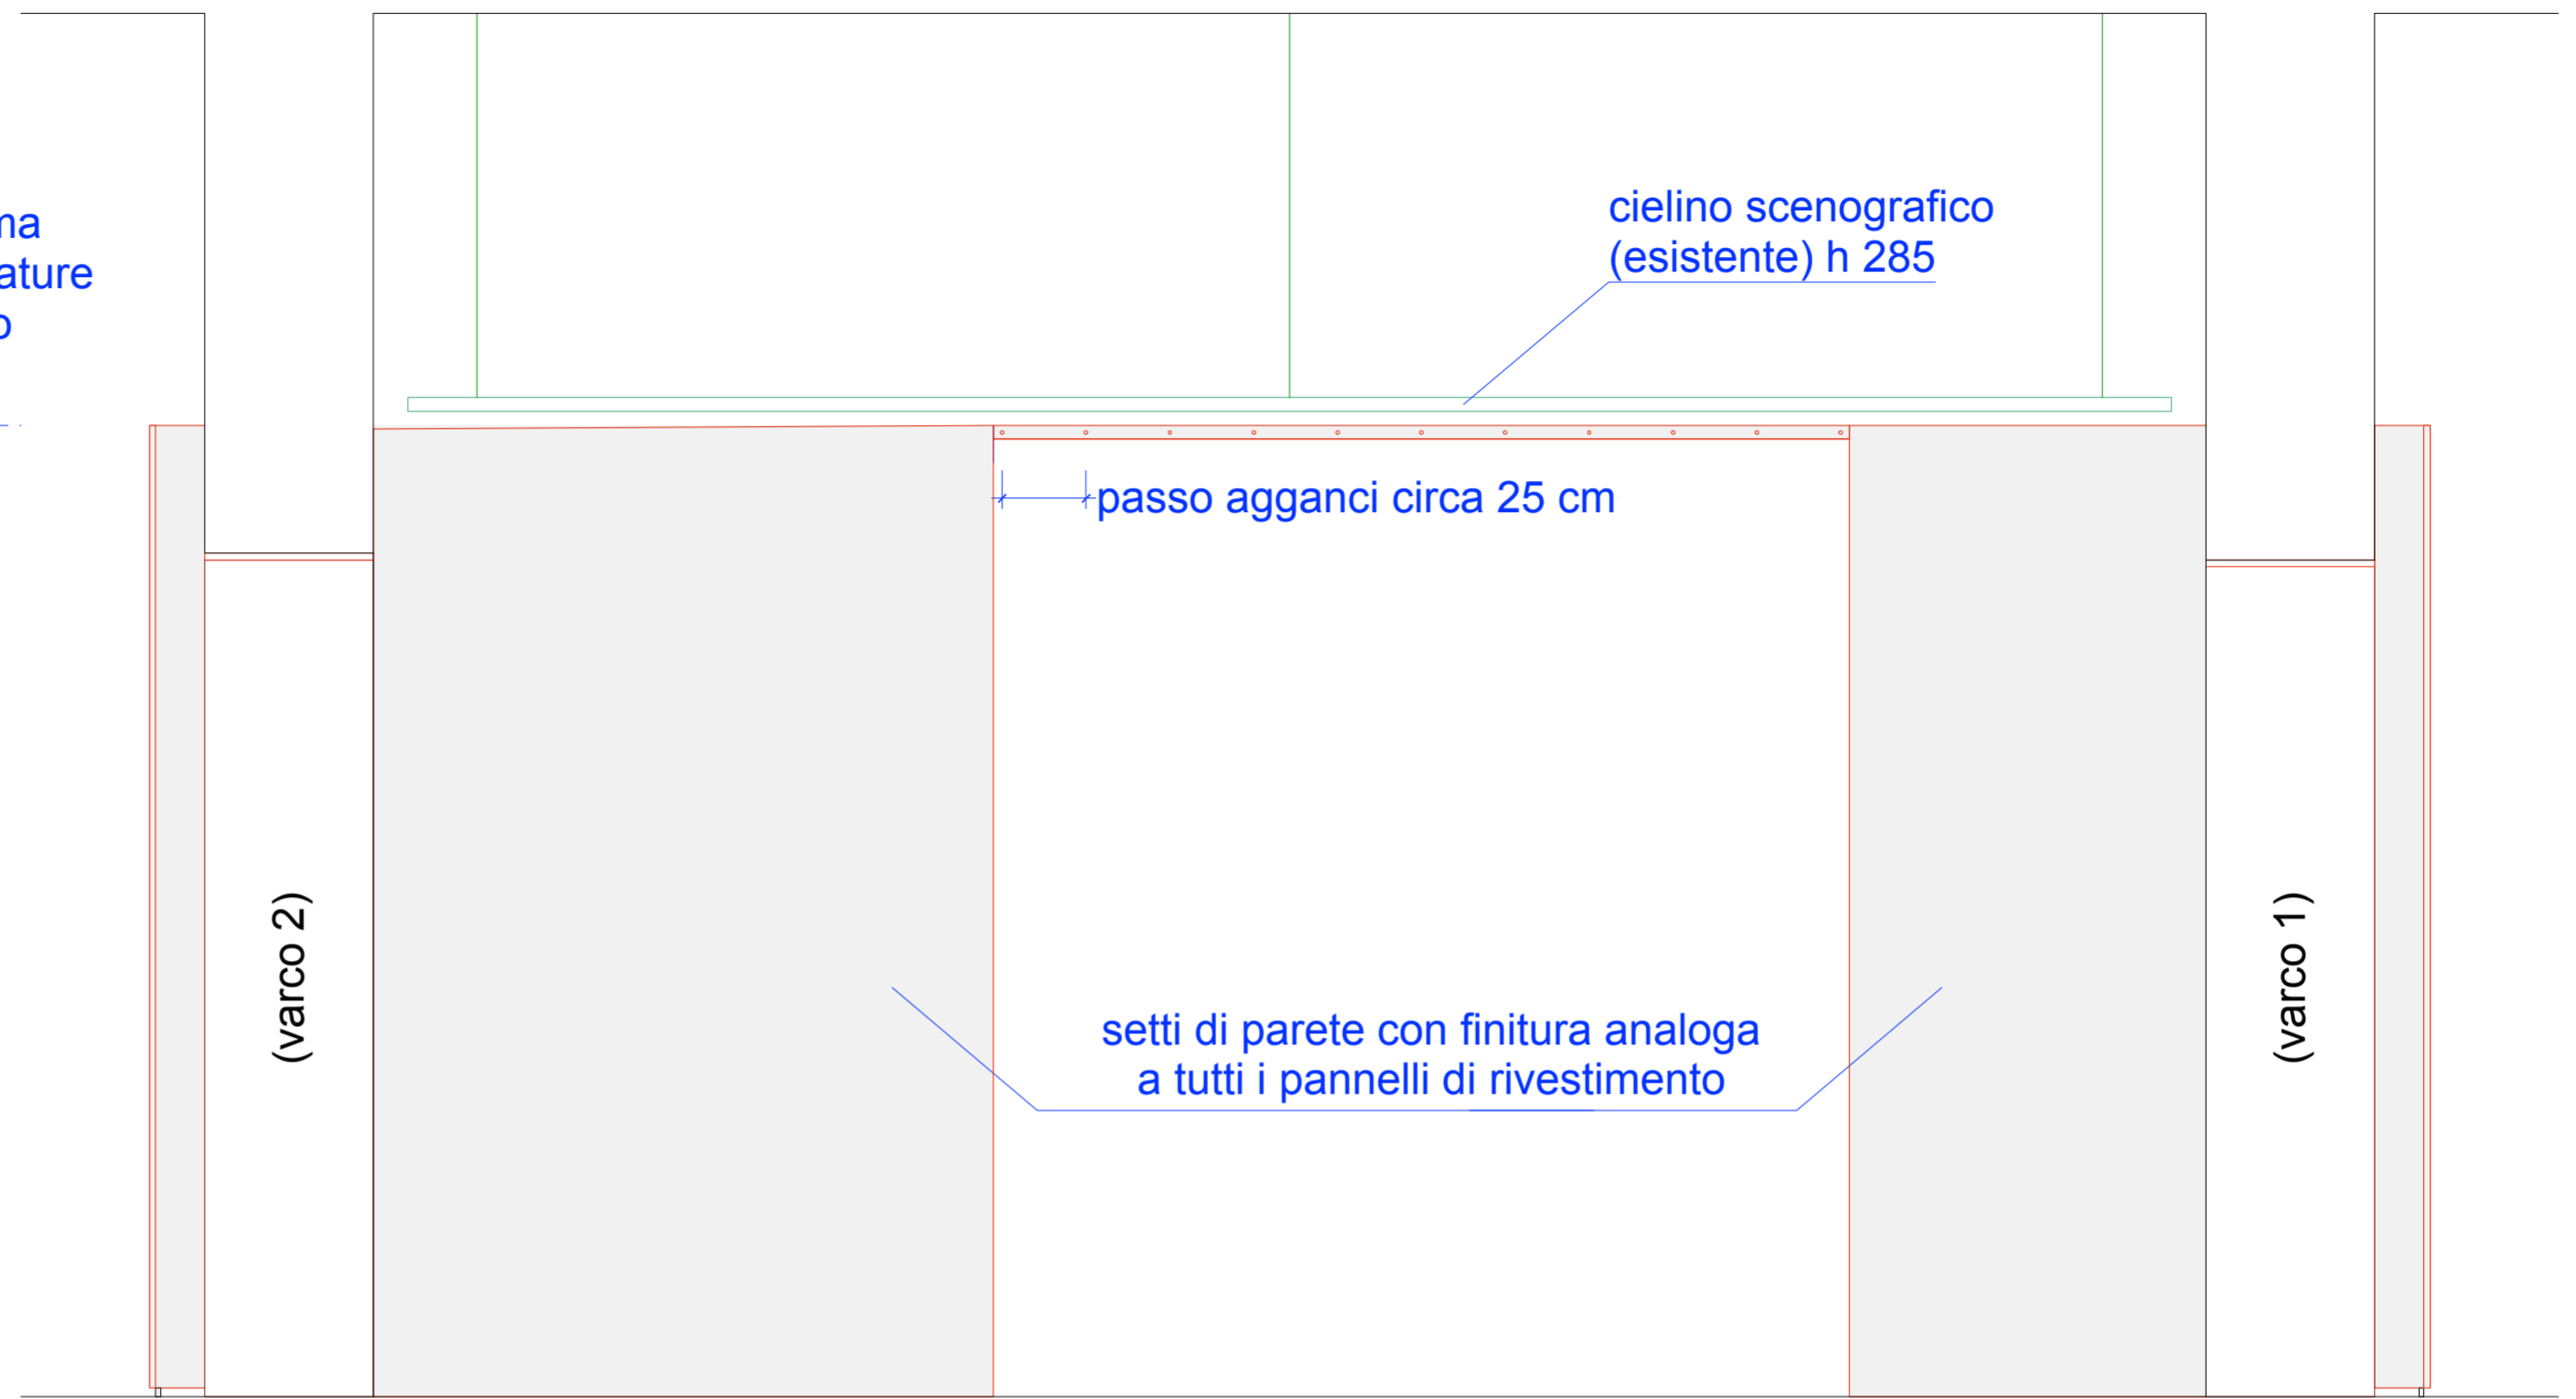 cielino scenografico
(esistente) h 285
passo agganci circa 25 cm
(varco 2)
(varco 1)
setti di parete con finitura analoga
a tutti i pannelli di rivestimento